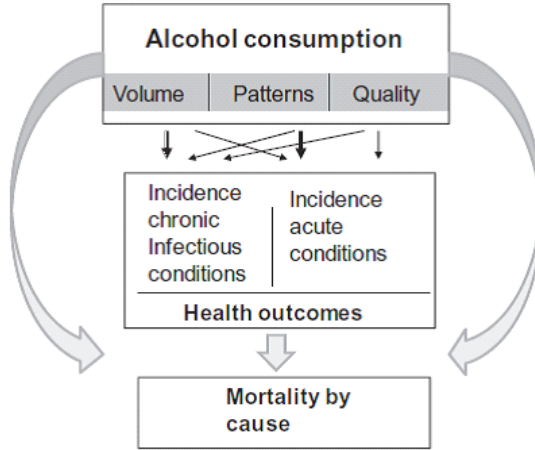 Alcohol consumption
Volume
Patterns
Quality
Incidence
chronic
Infectious
conditions
Incidence
acute
conditions
Health outcomes
Mortality by
cause